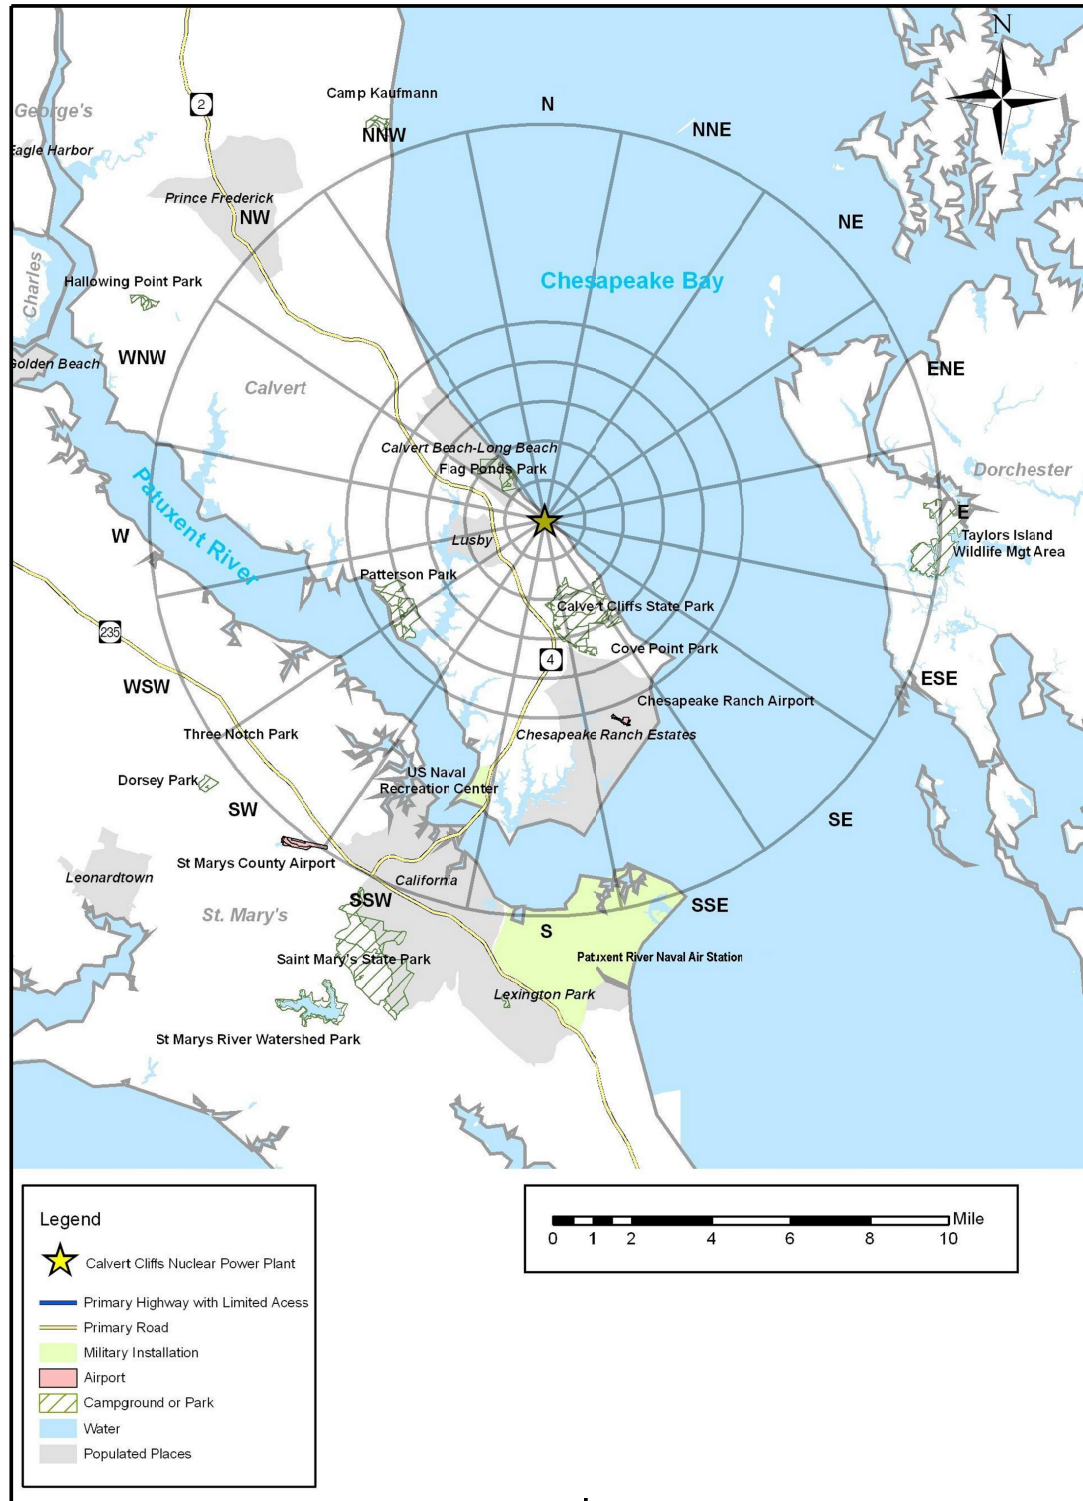 N
Camp Kaufmann
N
NNW
NNE
2
George's
Eagle Harbor
Prince Frederick
NW
NE
Charles
Hallowing Point Park
Chesapeake Bay
WNW
Golden Beach
ENE
Calvert
Calvert Beach-Long Beach
Flag Ponds Park
Dorchester
Patuxent River
W
E
Lusby
Taylors Island
Wildlife Mgt Area
Patterson Park
Calvert Cliffs State Park
235
4
Cove Point Park
WSW
ESE
Chesapeake Ranch Airport
Three Notch Park
Chesapeake Ranch Estates
Dorsey Park
US Naval
Recreation Center
SW
SE
St Marys County Airport
Leonardtown
California
SSW
SSE
St. Mary's
S
Saint Mary's State Park
Patuxent River Naval Air Station
Lexington Park
St Marys River Watershed Park
Legend
Calvert Cliffs Nuclear Power Plant
Primary Highway with Limited Acess
Primary Road
Military Installation
Airport
Campground or Park
Water
Populated Places
Mile
0 1 2 4 6 8 10